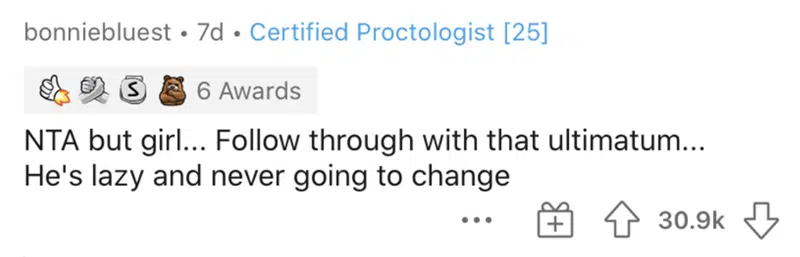 bonniebluest • 7d • Certified Proctologist [25]
S 6 Awards
NTA but girl... Follow through with that ultimatum...
He's lazy and never going to change
30.9k